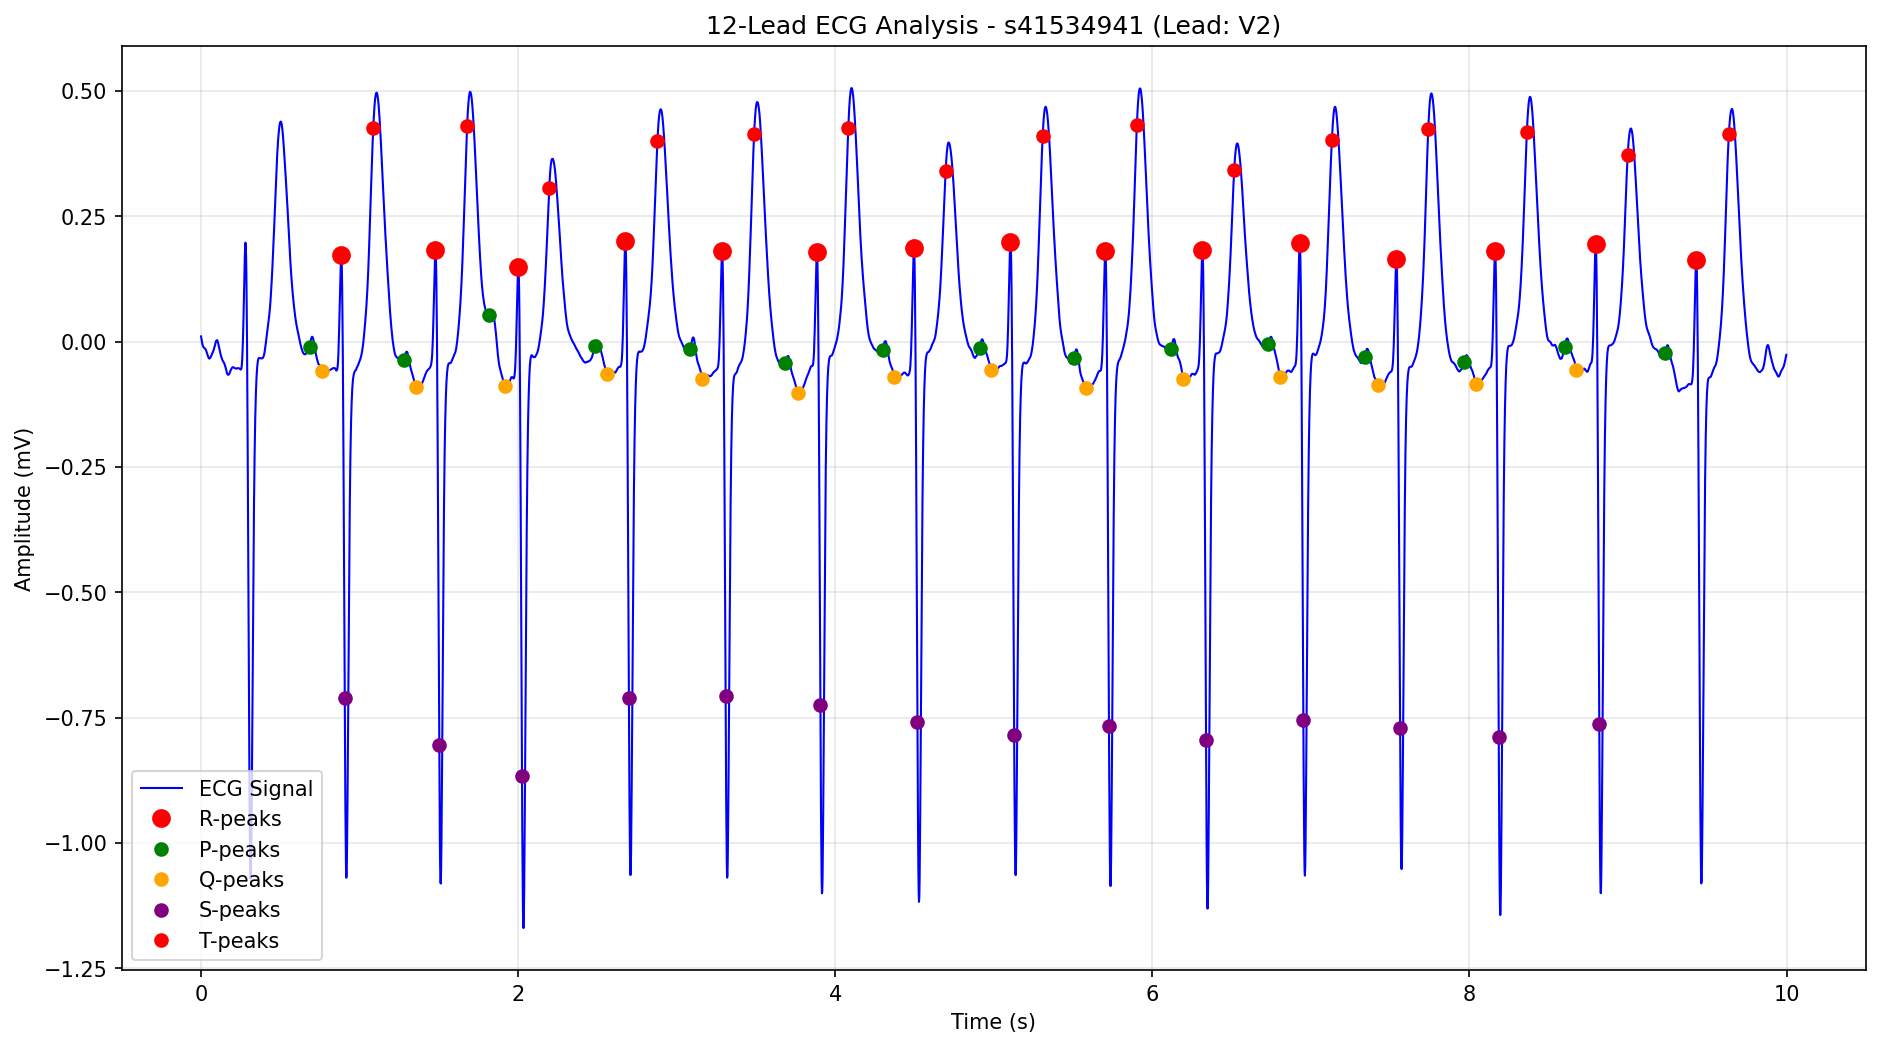 12-Lead ECG Analysis - s41534941 (Lead: V2)
Amplitude (mV)
0.50
0.25
0.00
−0.25
−0.50
−0.75
−1.00
−1.25
ECG Signal
R-peaks
P-peaks
Q-peaks
S-peaks
T-peaks
0 2 4 6 8 10
Time (s)